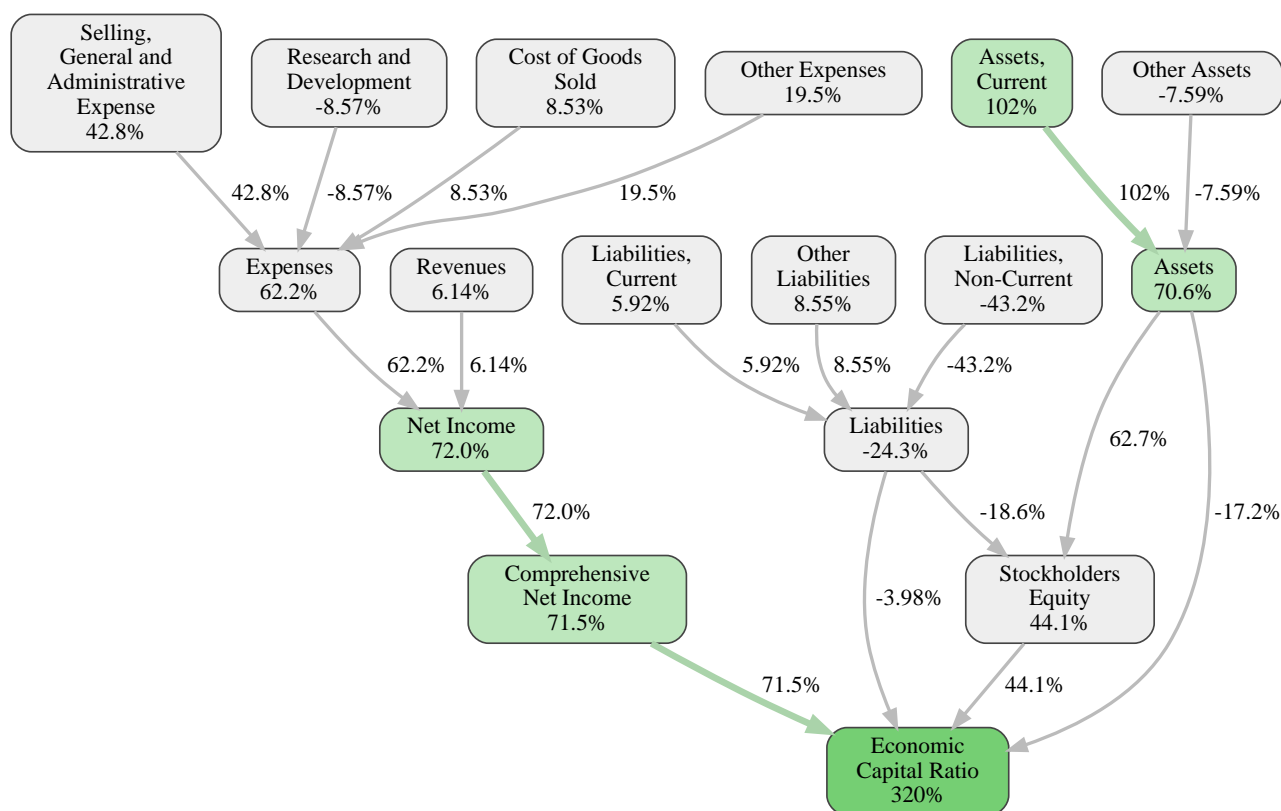 Selling,
General and
Administrative
Expense
42.8%
Research and
Development
-8.57%
Cost of Goods
Sold
8.53%
Other Expenses
19.5%
Assets,
Current
102%
Other Assets
-7.59%
42.8%
-8.57%
8.53%
19.5%
102%
-7.59%
Expenses
62.2%
Revenues
6.14%
Liabilities,
Current
5.92%
Other
Liabilities
8.55%
Liabilities,
Non-Current
-43.2%
Assets
70.6%
62.2%
6.14%
5.92%
8.55%
-43.2%
Net Income
72.0%
Liabilities
-24.3%
62.7%
72.0%
-18.6%
-17.2%
Comprehensive
Net Income
71.5%
-3.98%
Stockholders
Equity
44.1%
71.5%
44.1%
Economic
Capital Ratio
320%